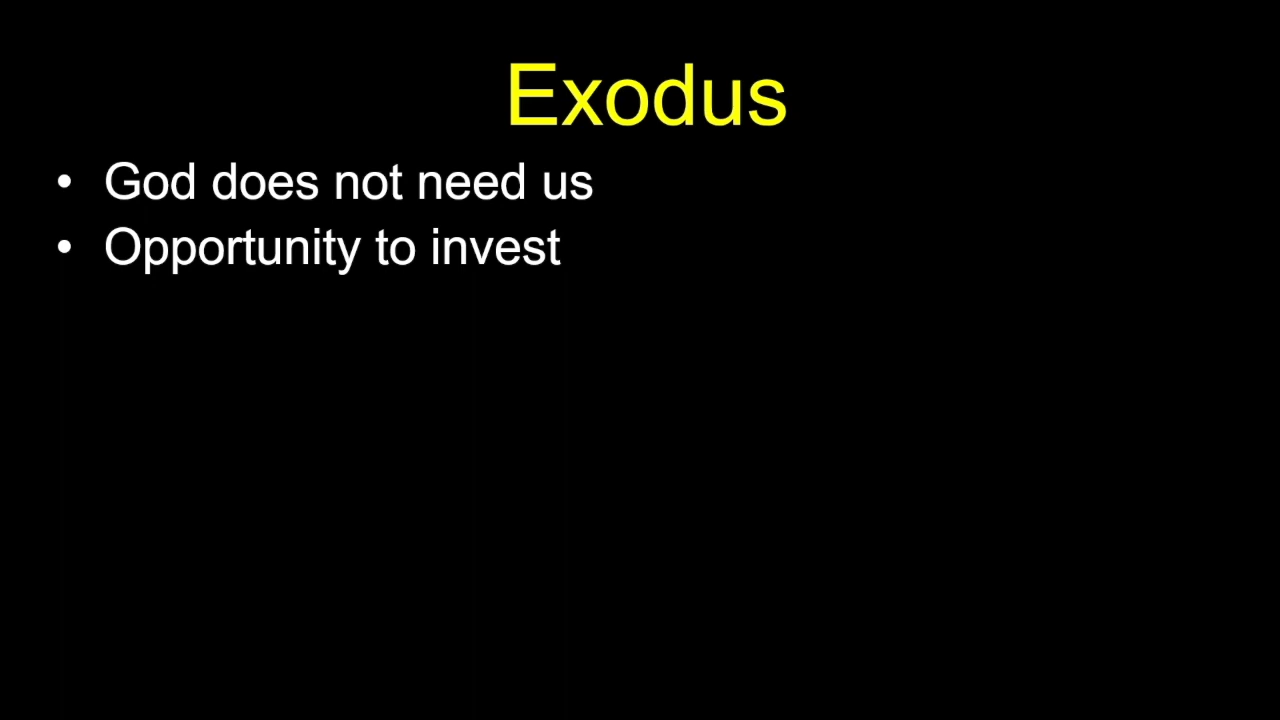 Exodus
• God does not need us
• Opportunity to invest